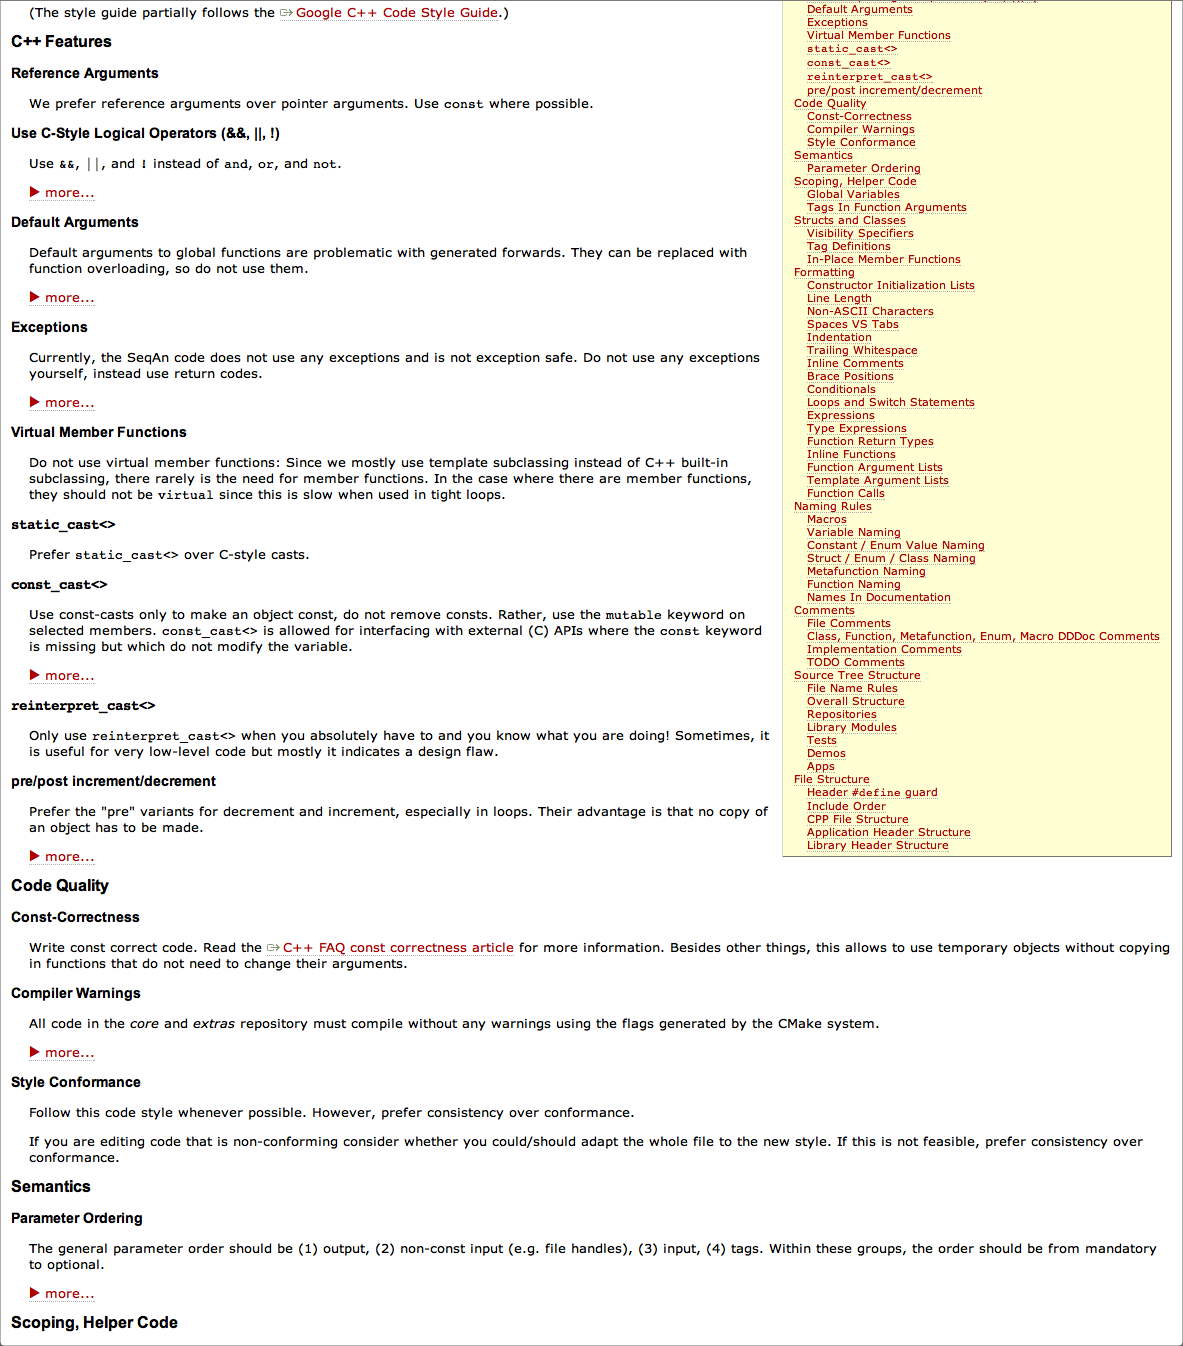 (The style guide partially follows the Google C++ Code Style Guide.)
C++ Features
Reference Arguments
We prefer reference arguments over pointer arguments. Use const where possible.
Use C-Style Logical Operators (&&, ||, !)
Use &&, ||, and ! instead of and, or, and not.
▶ more...
Default Arguments
Default arguments to global functions are problematic with generated forwards. They can be replaced with
function overloading, so do not use them.
▶ more...
Exceptions
Currently, the SeqAn code does not use any exceptions and is not exception safe. Do not use any exceptions
yourself, instead use return codes.
▶ more...
Virtual Member Functions
Do not use virtual member functions: Since we mostly use template subclassing instead of C++ built-in
subclassing, there rarely is the need for member functions. In the case where there are member functions,
they should not be virtual since this is slow when used in tight loops.
static_cast<>
Prefer static_cast<> over C-style casts.
const_cast<>
Use const-casts only to make an object const, do not remove consts. Rather, use the mutable keyword on
selected members. const_cast<> is allowed for interfacing with external (C) APIs where the const keyword
is missing but which do not modify the variable.
▶ more...
reinterpret_cast<>
Only use reinterpret_cast<> when you absolutely have to and you know what you are doing! Sometimes, it
is useful for very low-level code but mostly it indicates a design flaw.
pre/post increment/decrement
Prefer the "pre" variants for decrement and increment, especially in loops. Their advantage is that no copy of
an object has to be made.
▶ more...
Default Arguments
Exceptions
Virtual Member Functions
static_cast<>
const_cast<>
reinterpret_cast<>
pre/post increment/decrement
Code Quality
Const-Correctness
Compiler Warnings
Style Conformance
Semantics
Parameter Ordering
Scoping, Helper Code
Global Variables
Tags In Function Arguments
Structs and Classes
Visibility Specifiers
Tag Definitions
In-Place Member Functions
Formatting
Constructor Initialization Lists
Line Length
Non-ASCII Characters
Spaces VS Tabs
Indentation
Trailing Whitespace
Inline Comments
Brace Positions
Conditionals
Loops and Switch Statements
Expressions
Type Expressions
Function Return Types
Inline Functions
Function Argument Lists
Template Argument Lists
Function Calls
Naming Rules
Macros
Variable Naming
Constant / Enum Value Naming
Struct / Enum / Class Naming
Metafunction Naming
Function Naming
Names In Documentation
Comments
File Comments
Class, Function, Metafunction, Enum, Macro DDDoc Comments
Implementation Comments
TODO Comments
Source Tree Structure
File Name Rules
Overall Structure
Repositories
Library Modules
Tests
Demos
Apps
File Structure
Header #define guard
Include Order
CPP File Structure
Application Header Structure
Library Header Structure
Code Quality
Const-Correctness
Write const correct code. Read the C++ FAQ const correctness article for more information. Besides other things, this allows to use temporary objects without copying
in functions that do not need to change their arguments.
Compiler Warnings
All code in the core and extras repository must compile without any warnings using the flags generated by the CMake system.
▶ more...
Style Conformance
Follow this code style whenever possible. However, prefer consistency over conformance.
If you are editing code that is non-conforming consider whether you could/should adapt the whole file to the new style. If this is not feasible, prefer consistency over
conformance.
Semantics
Parameter Ordering
The general parameter order should be (1) output, (2) non-const input (e.g. file handles), (3) input, (4) tags. Within these groups, the order should be from mandatory
to optional.
▶ more...
Scoping, Helper Code